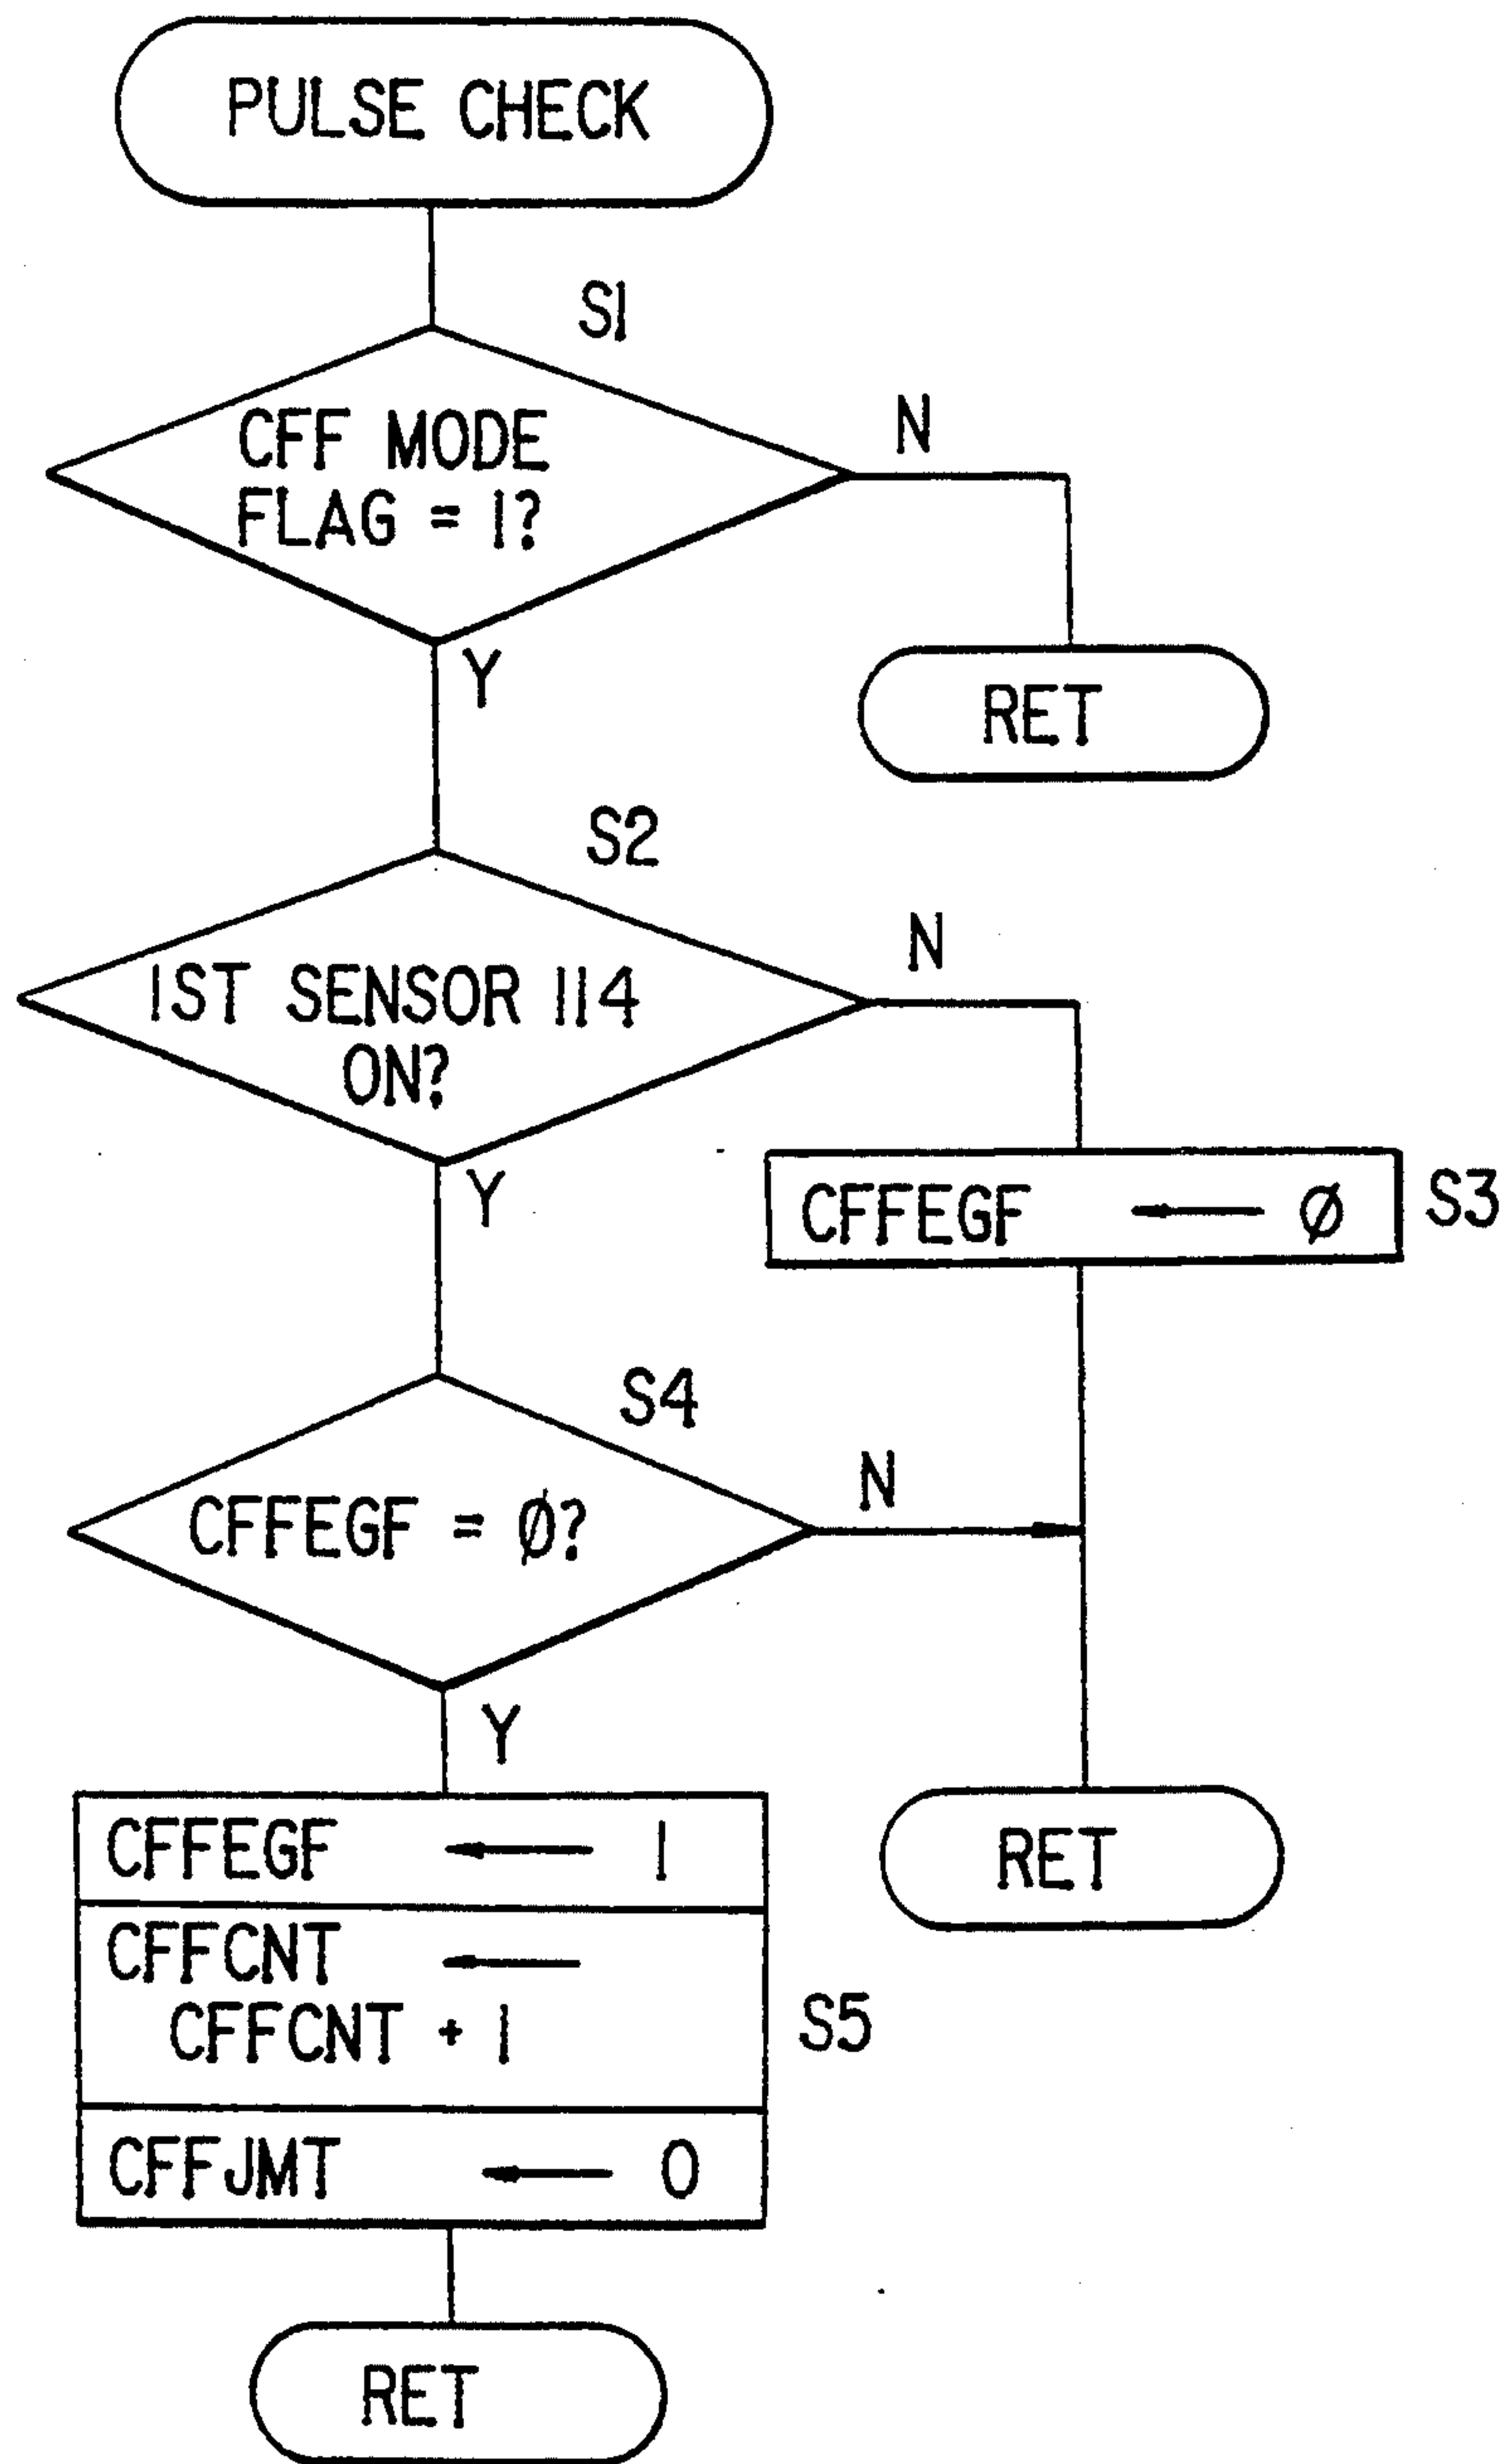 PULSE CHECK
S1
CFF MODE
FLAG = 1?
N
Y
RET
S2
1ST SENSOR 114
ON?
N
Y
CFFEGF ← Ø
S3
S4
CFFEGF = Ø?
N
Y
CFFEGF ← 1
CFFCNT ←
CFFCNT + 1
S5
CFFJMT ← 0
RET
RET